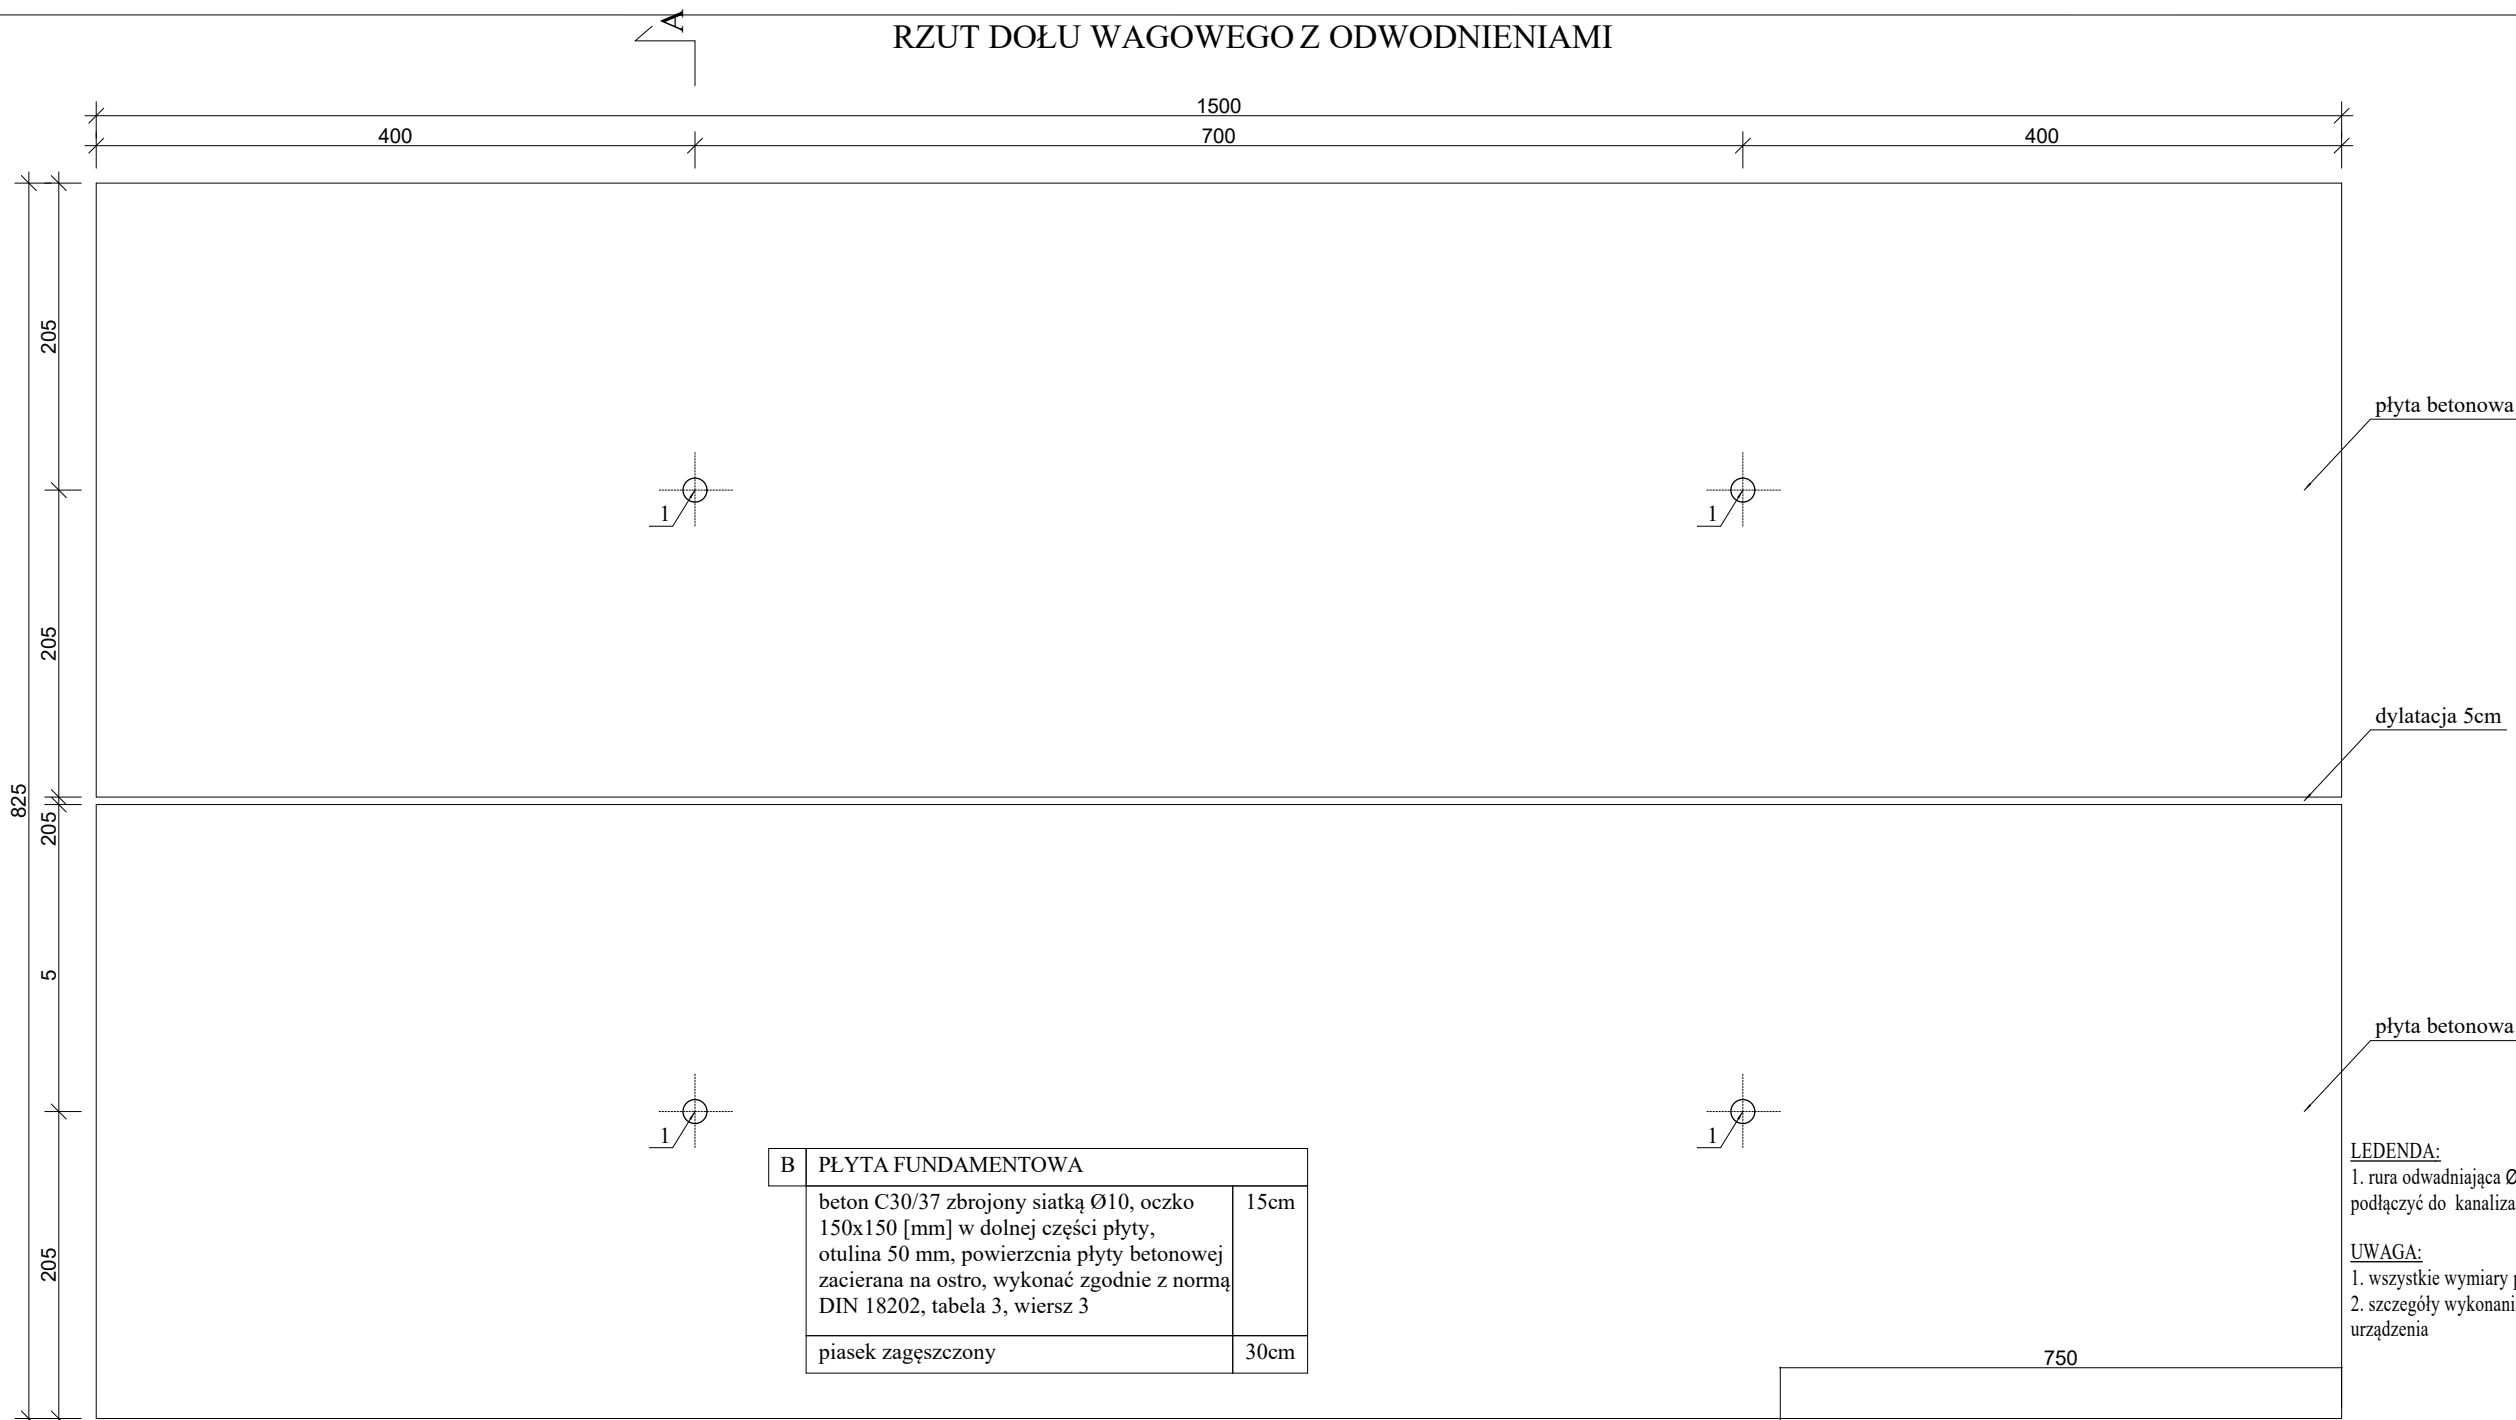 A
RZUT DOŁU WAGOWEGO Z ODWODNIENIAMI
1500
400 700 400
205
płyta betonowa
1 1
205
dylatacja 5cm
825
205
5
płyta betonowa
1 1
B PŁYTA FUNDAMENTOWA
beton C30/37 zbrojony siatką Ø10, oczko 15cm
150x150 [mm] w dolnej części płyty,
otulina 50 mm, powierzcnia płyty betonowej
zacierana na ostro, wykonać zgodnie z normą
DIN 18202, tabela 3, wiersz 3
piasek zagęszczony 30cm
205
LEDENDA:
1. rura odwadniająca Ø
podłączyć do kanaliza
UWAGA:
1. wszystkie wymiary p
2. szczegóły wykonani
urządzenia
750